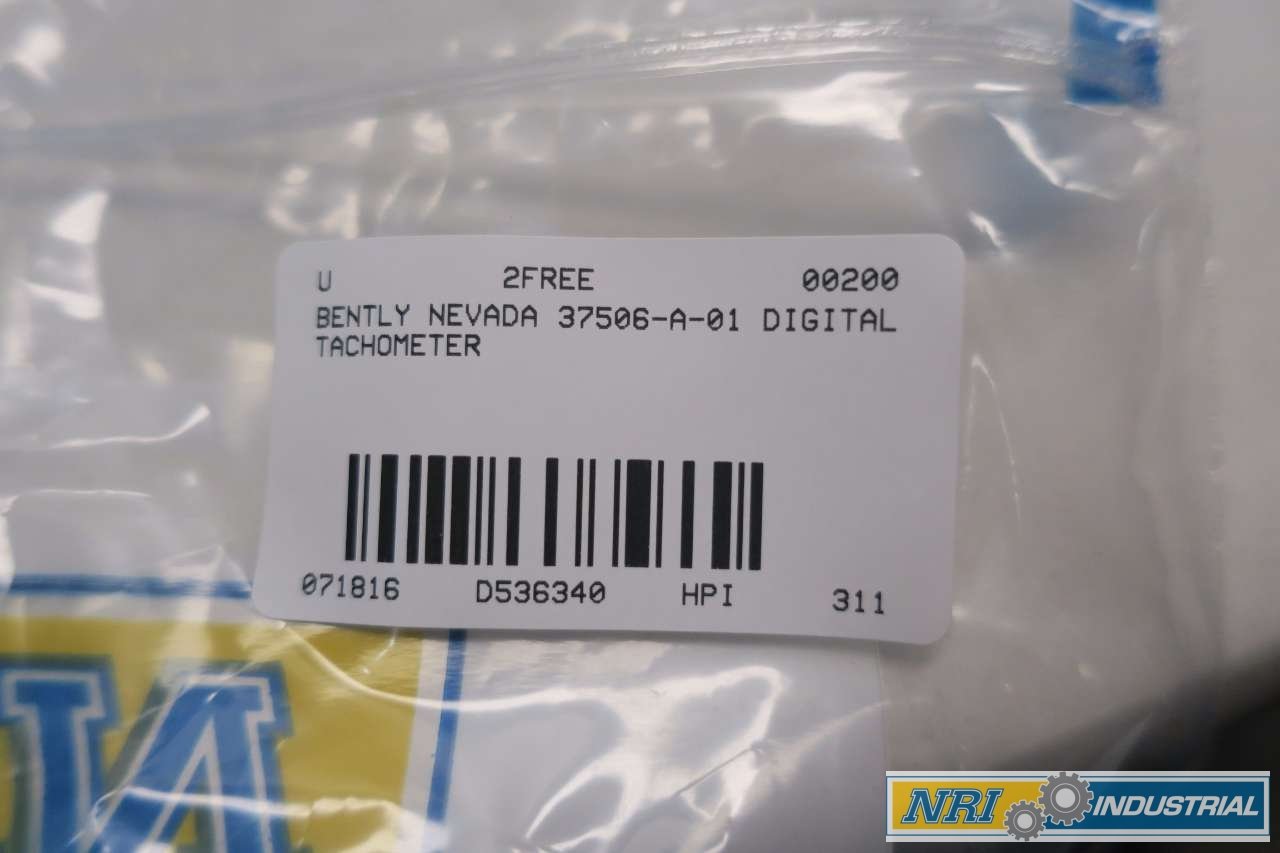 U 2FREE 00200
BENTLY NEVADA 37506-A-01 DIGITAL
TACHOMETER
071816 D536340 HPI 311
NRI INDUSTRIAL